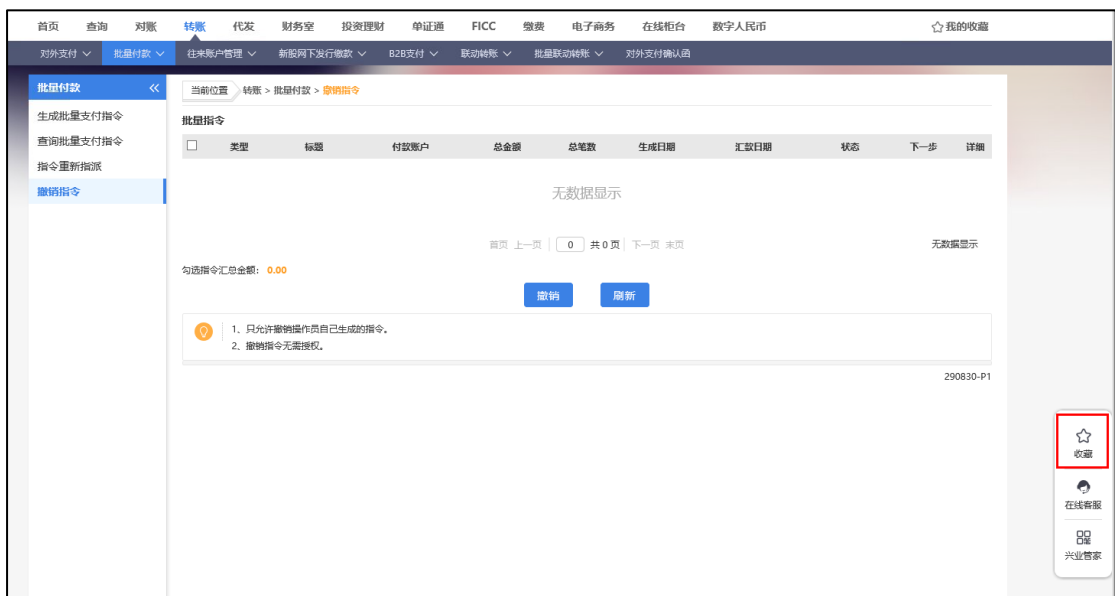 首页 查询 对账 转账 代发 财务室 投资理财 单证通 FICC 缴费 电子商务 在线柜台 数字人民币 我的收藏
对外支付 批量付款 往来账户管理 新股网下发行缴款 B2B支付 联动转账 批量联动转账 对外支付确认函
批量付款
生成批量支付指令
查询批量支付指令
指令重新指派
撤销指令
当前位置 转账 > 批量付款 > 撤销指令
批量指令
类型 标题 付款账户 总金额 总笔数 生成日期 汇款日期 状态 下一步 详细
无数据显示
首页 上一页 0 共 0 页 下一页 末页 无数据显示
勾选指令汇总金额: 0.00
撤销 刷新
1、只允许撤销操作员自己生成的指令。
2、撤销指令无需授权。
290830-P1
收藏
在线客服
兴业管家